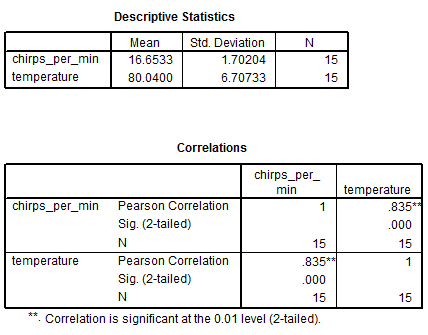 Descriptive Statistics
Mean Std. Deviation N
chirps_per_min 16.6533 1.70204 15
temperature 80.0400 6.70733 15
Correlations
chirps_per_
min temperature
chirps_per_min Pearson Correlation 1 .835**
Sig. (2-tailed) .000
N 15 15
temperature Pearson Correlation .835** 1
Sig. (2-tailed) .000
N 15 15
**. Correlation is significant at the 0.01 level (2-tailed).